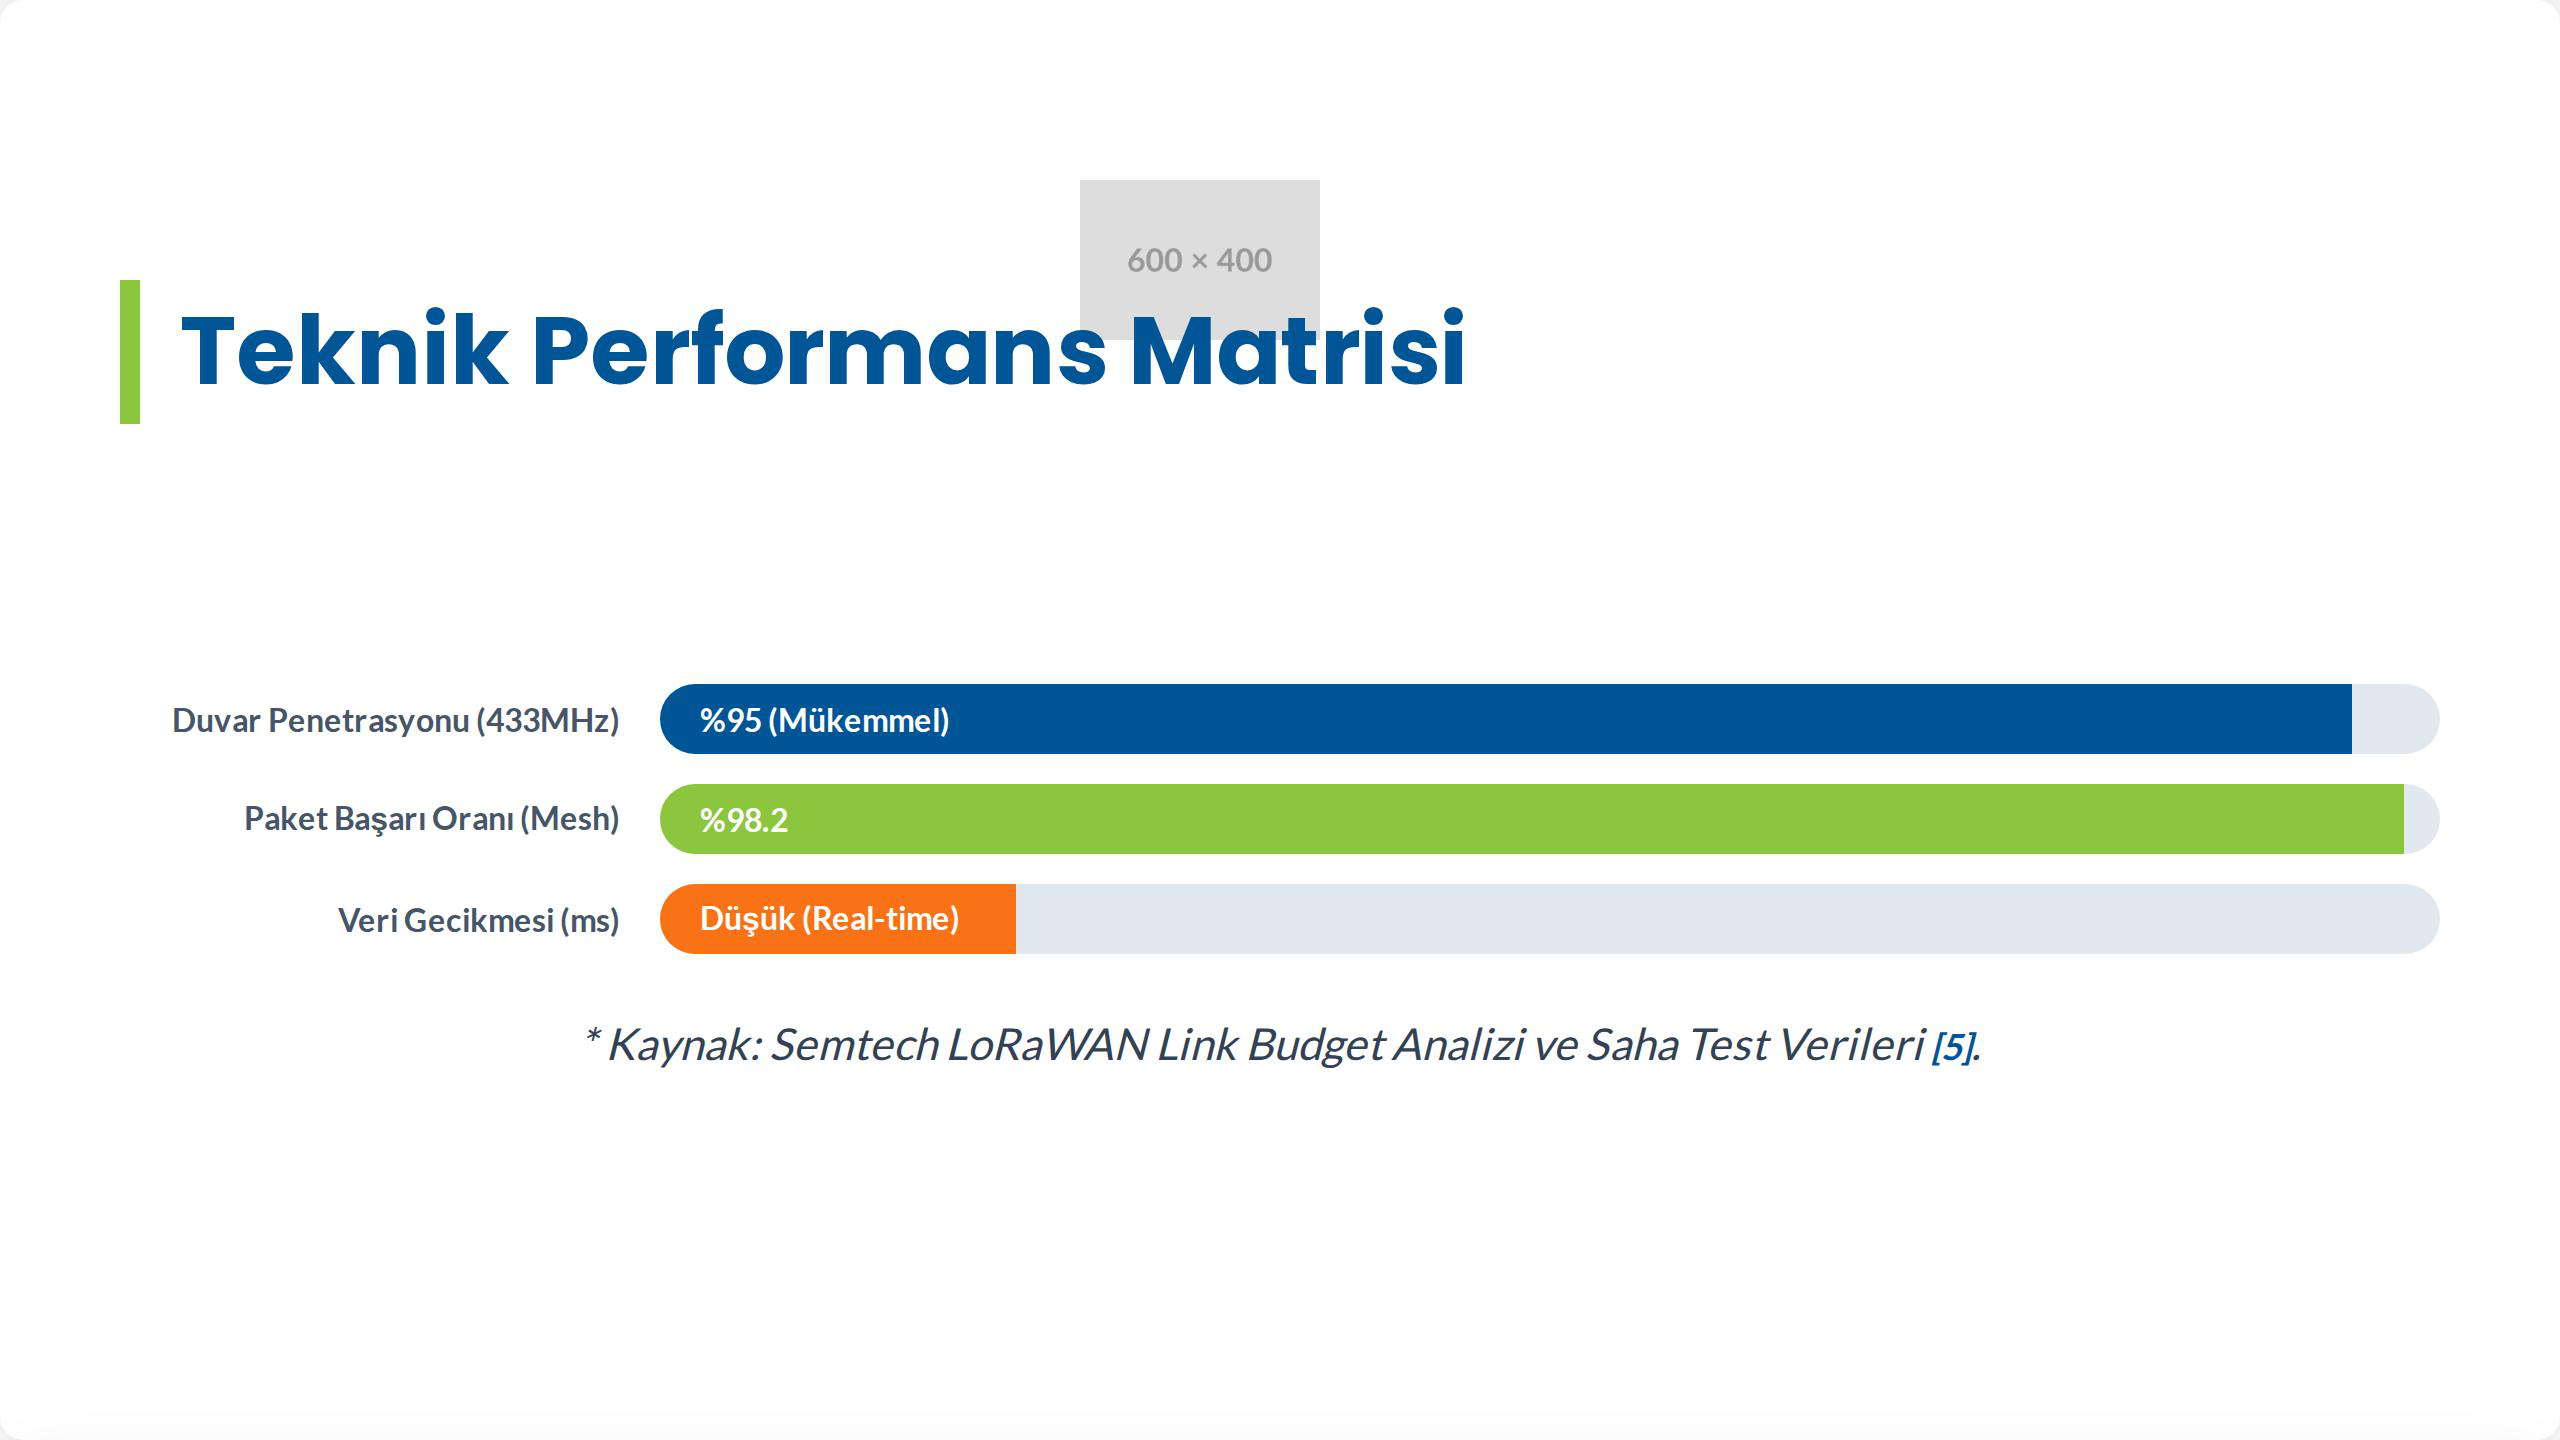 600 × 400
Teknik Performans Matrisi
Duvar Penetrasyonu (433MHz)
%95 (Mükemmel)
Paket Başarı Oranı (Mesh)
%98.2
Veri Gecikmesi (ms)
Düşük (Real-time)
* Kaynak: Semtech LoRaWAN Link Budget Analizi ve Saha Test Verileri [5].